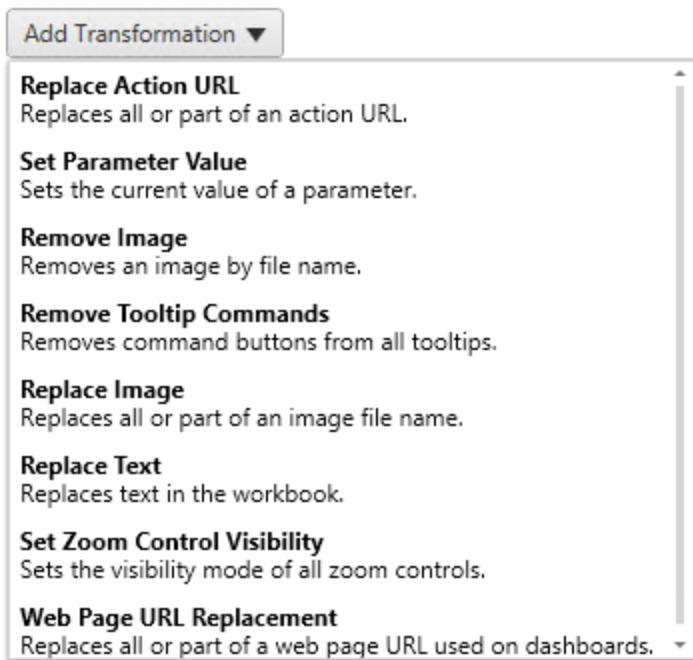 Add Transformation ▼
Replace Action URL
Replaces all or part of an action URL.
Set Parameter Value
Sets the current value of a parameter.
Remove Image
Removes an image by file name.
Remove Tooltip Commands
Removes command buttons from all tooltips.
Replace Image
Replaces all or part of an image file name.
Replace Text
Replaces text in the workbook.
Set Zoom Control Visibility
Sets the visibility mode of all zoom controls.
Web Page URL Replacement
Replaces all or part of a web page URL used on dashboards.